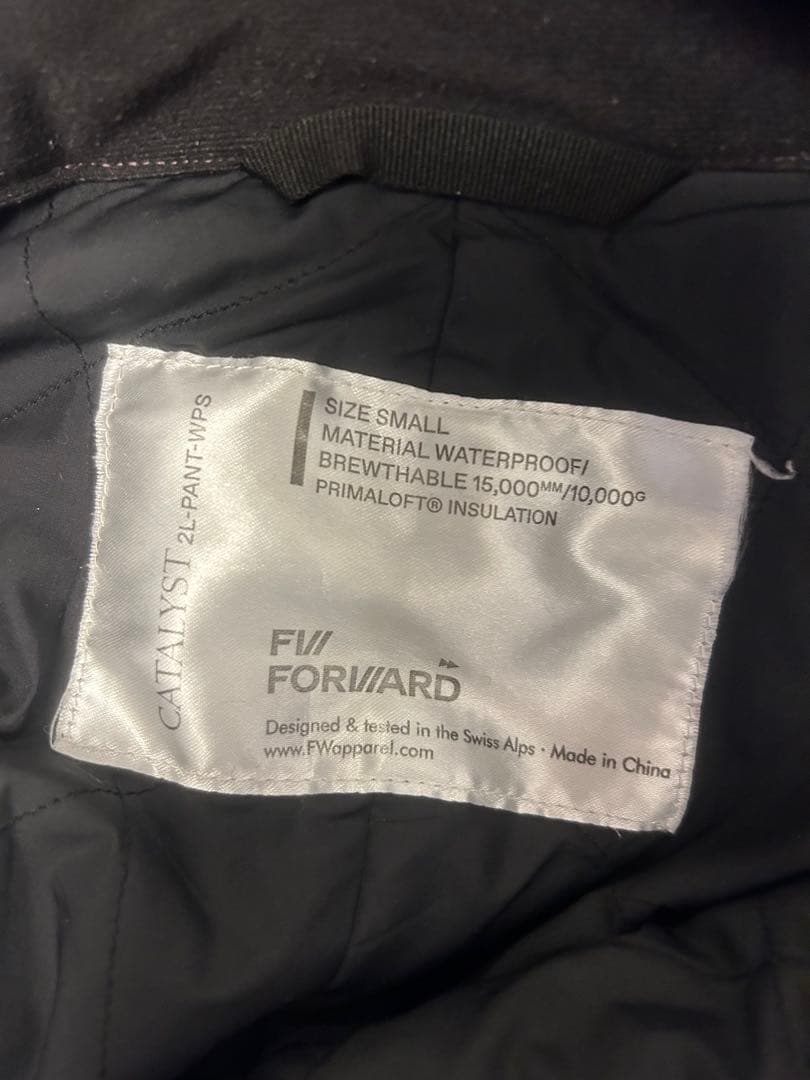 CATALYST 2L-PANT-WPS
SIZE SMALL
MATERIAL WATERPROOF/
BREWTHABLE 15,000MM/10,000G
PRIMALOFT® INSULATION
FW
FORWARD
Designed & tested in the Swiss Alps · Made in China
www.FWapparel.com